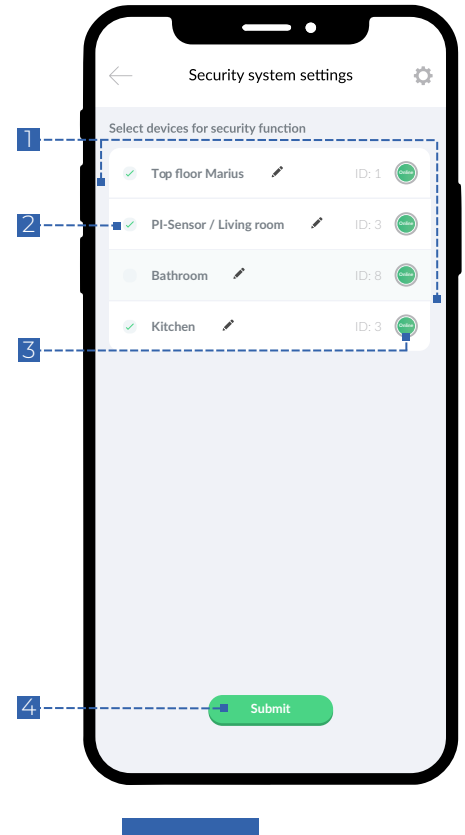 Security system settings
Select devices for security function
1
Top floor Marius ID: 1 Online
2
PI-Sensor / Living room ID: 3 Online
Bathroom ID: 8 Online
Kitchen ID: 3 Online
3
4
Submit